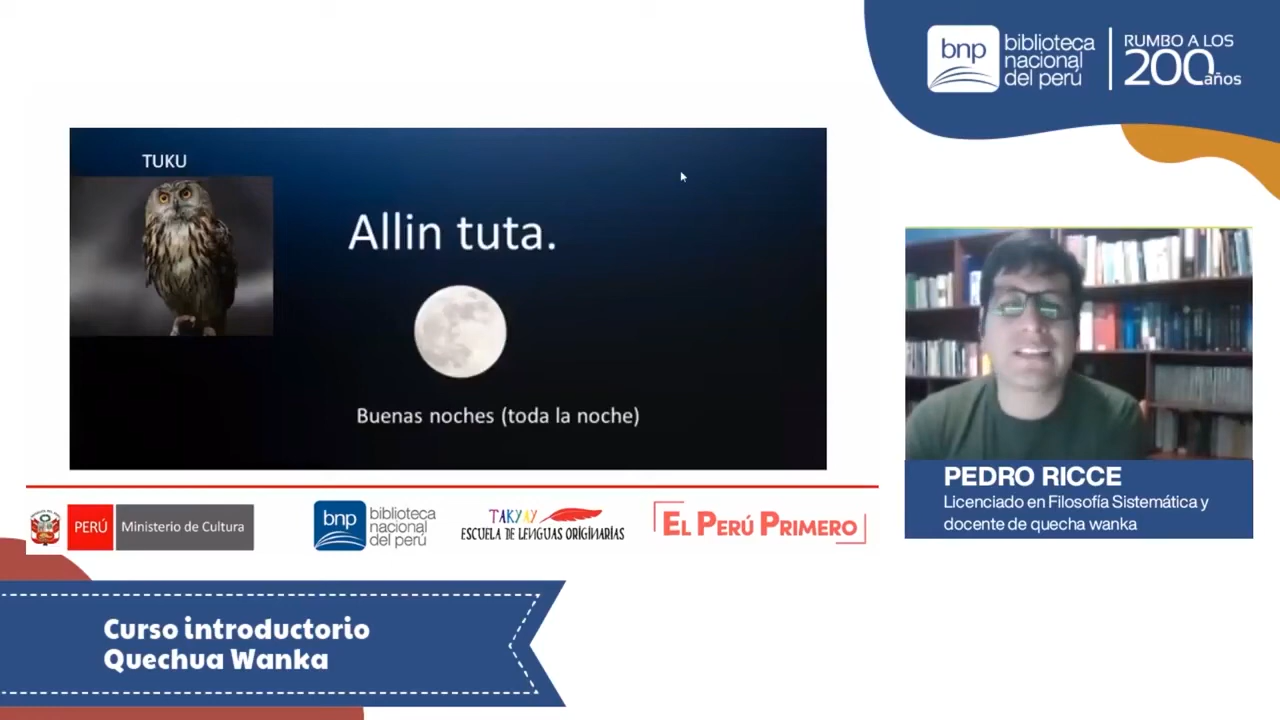 bnp
biblioteca
nacional
del perú
RUMBO A LOS
200 años
TUKU
Allin tuta.
Buenas noches (toda la noche)
PEDRO RICCE
Licenciado en Filosofía Sistemática y
docente de quecha wanka
PERÚ
Ministerio de Cultura
bnp
biblioteca
nacional
del perú
TAKYAY
ESCUELA DE LENGUAS ORIGINARIAS
EL PERÚ PRIMERO
Curso introductorio
Quechua Wanka